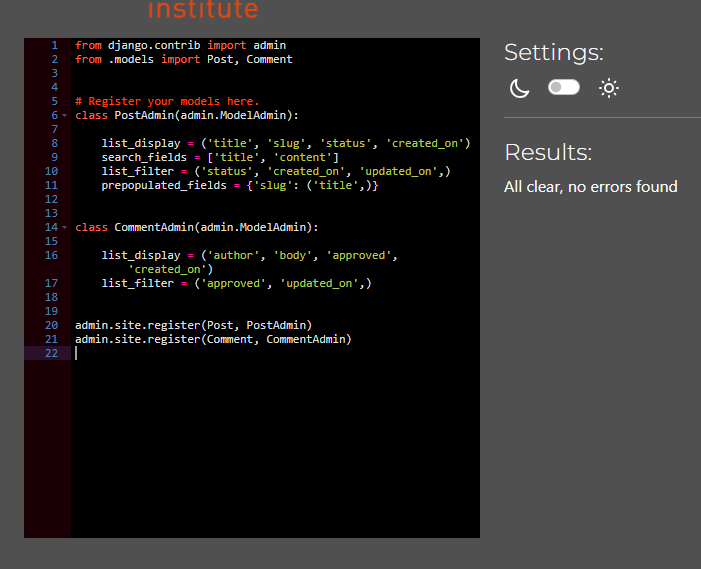 institute
1 from django.contrib import admin
2 from .models import Post, Comment
3
4
5 # Register your models here.
6 class PostAdmin(admin.ModelAdmin):
7
8 list_display = ('title', 'slug', 'status', 'created_on')
9 search_fields = ['title', 'content']
10 list_filter = ('status', 'created_on', 'updated_on',)
11 prepopulated_fields = {'slug': ('title',)}
12
13
14 class CommentAdmin(admin.ModelAdmin):
15
16 list_display = ('author', 'body', 'approved',
'created_on')
17 list_filter = ('approved', 'updated_on',)
18
19
20 admin.site.register(Post, PostAdmin)
21 admin.site.register(Comment, CommentAdmin)
22
Settings:
Results:
All clear, no errors found